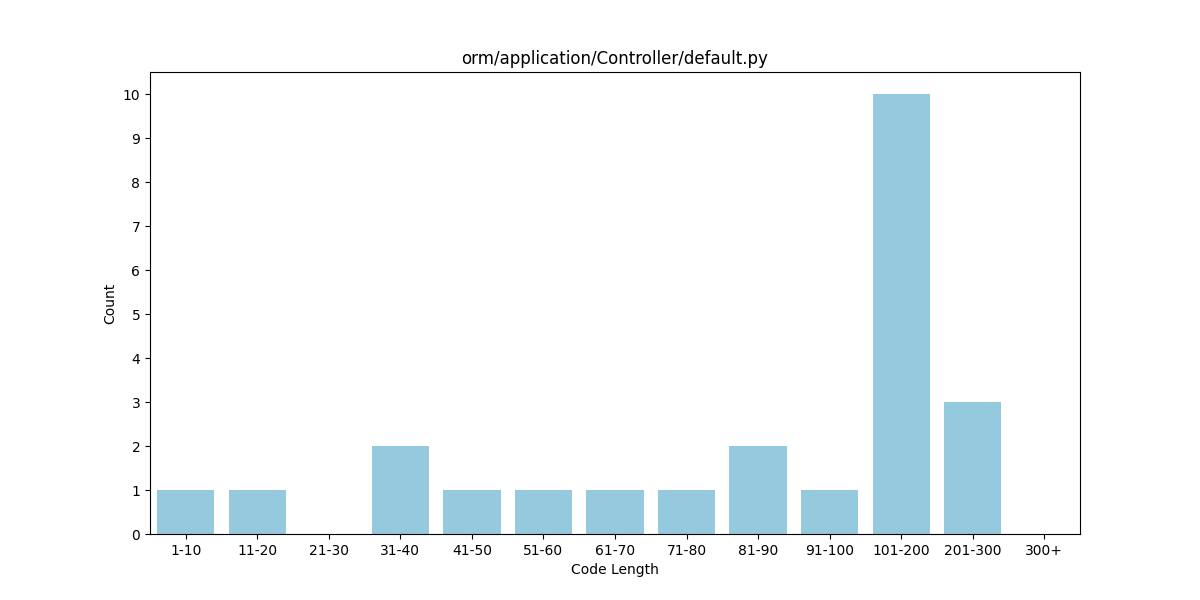 orm/application/Controller/default.py
10
9
8
7
6
5
4
3
2
1
0
Count
1-10 11-20 21-30 31-40 41-50 51-60 61-70 71-80 81-90 91-100 101-200 201-300 300+
Code Length